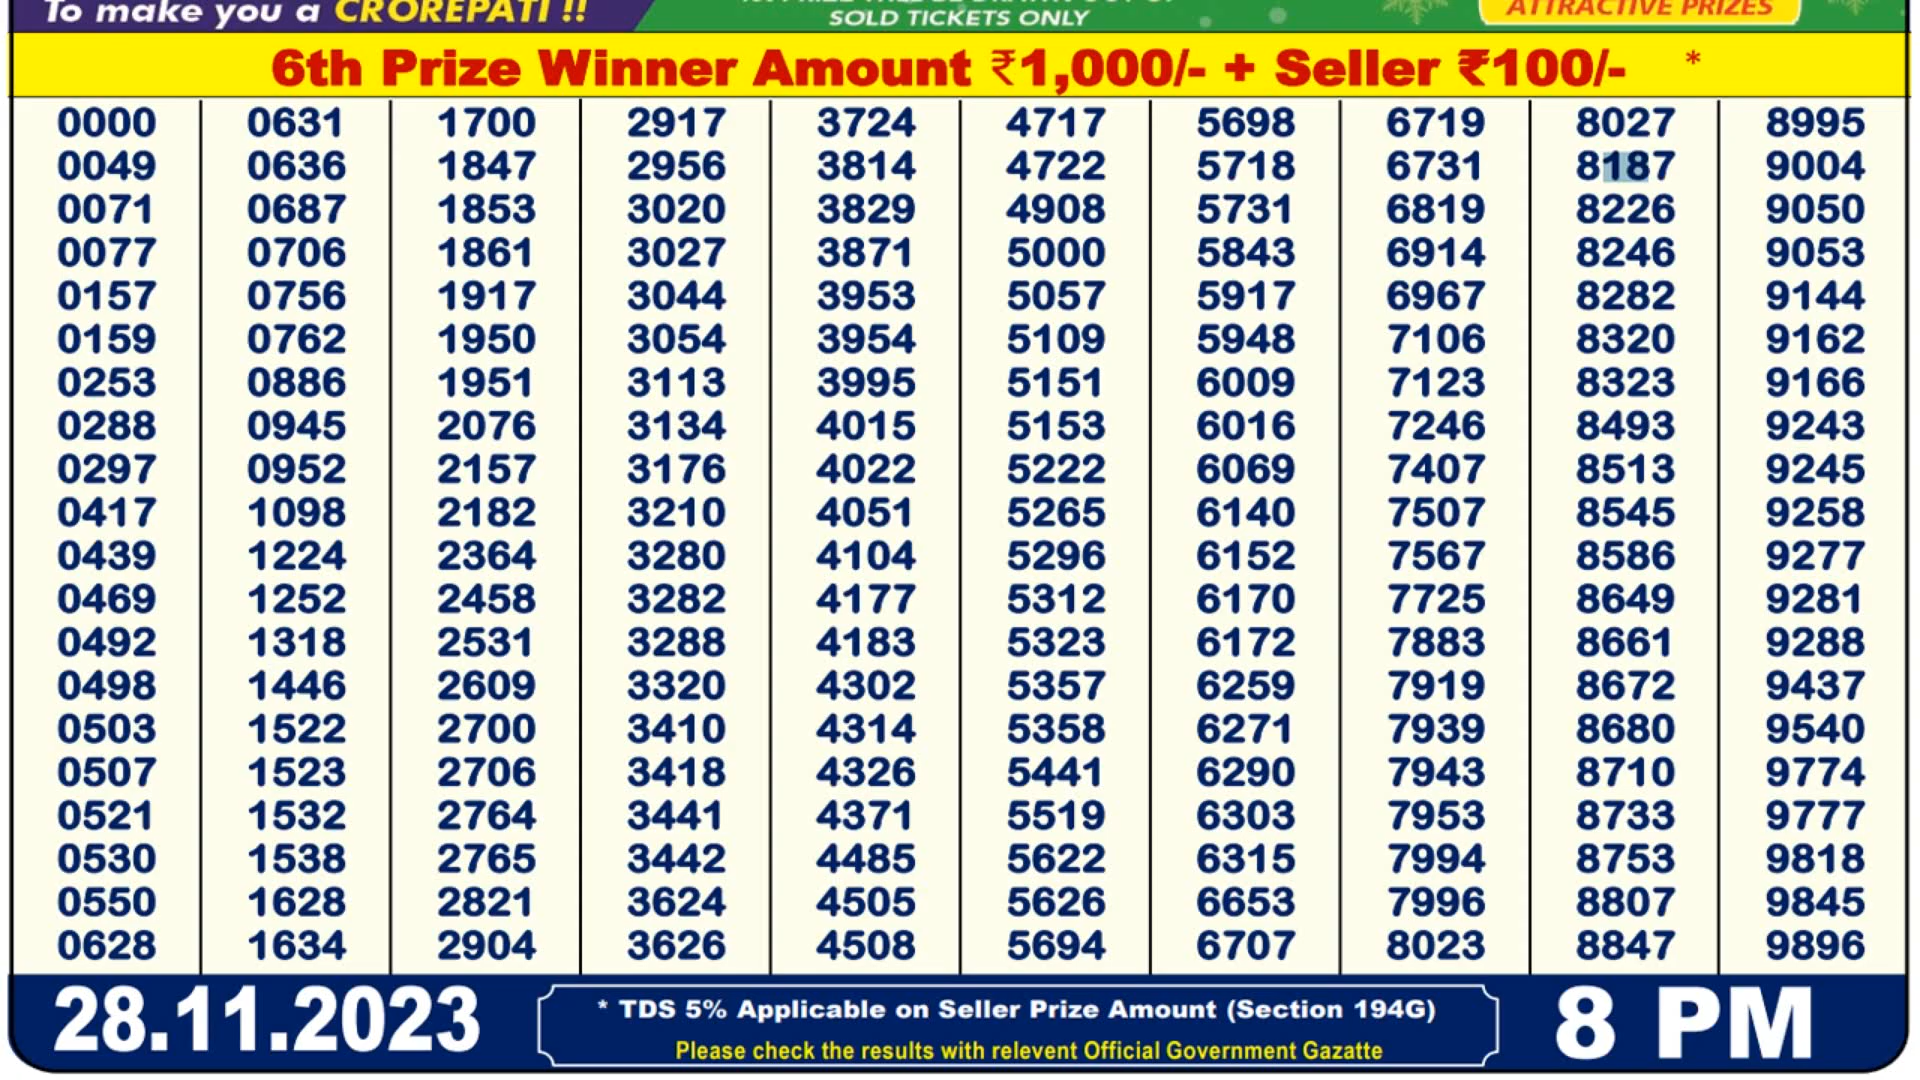 To make you a CROREPATI !!
SOLD TICKETS ONLY
ATTRACTIVE PRIZES
6th Prize Winner Amount ₹1,000/- + Seller ₹100/- *
0000 0631 1700 2917 3724 4717 5698 6719 8027 8995
0049 0636 1847 2956 3814 4722 5718 6731 8187 9004
0071 0687 1853 3020 3829 4908 5731 6819 8226 9050
0077 0706 1861 3027 3871 5000 5843 6914 8246 9053
0157 0756 1917 3044 3953 5057 5917 6967 8282 9144
0159 0762 1950 3054 3954 5109 5948 7106 8320 9162
0253 0886 1951 3113 3995 5151 6009 7123 8323 9166
0288 0945 2076 3134 4015 5153 6016 7246 8493 9243
0297 0952 2157 3176 4022 5222 6069 7407 8513 9245
0417 1098 2182 3210 4051 5265 6140 7507 8545 9258
0439 1224 2364 3280 4104 5296 6152 7567 8586 9277
0469 1252 2458 3282 4177 5312 6170 7725 8649 9281
0492 1318 2531 3288 4183 5323 6172 7883 8661 9288
0498 1446 2609 3320 4302 5357 6259 7919 8672 9437
0503 1522 2700 3410 4314 5358 6271 7939 8680 9540
0507 1523 2706 3418 4326 5441 6290 7943 8710 9774
0521 1532 2764 3441 4371 5519 6303 7953 8733 9777
0530 1538 2765 3442 4485 5622 6315 7994 8753 9818
0550 1628 2821 3624 4505 5626 6653 7996 8807 9845
0628 1634 2904 3626 4508 5694 6707 8023 8847 9896
28.11.2023
* TDS 5% Applicable on Seller Prize Amount (Section 194G)
Please check the results with relevent Official Government Gazatte
8 PM